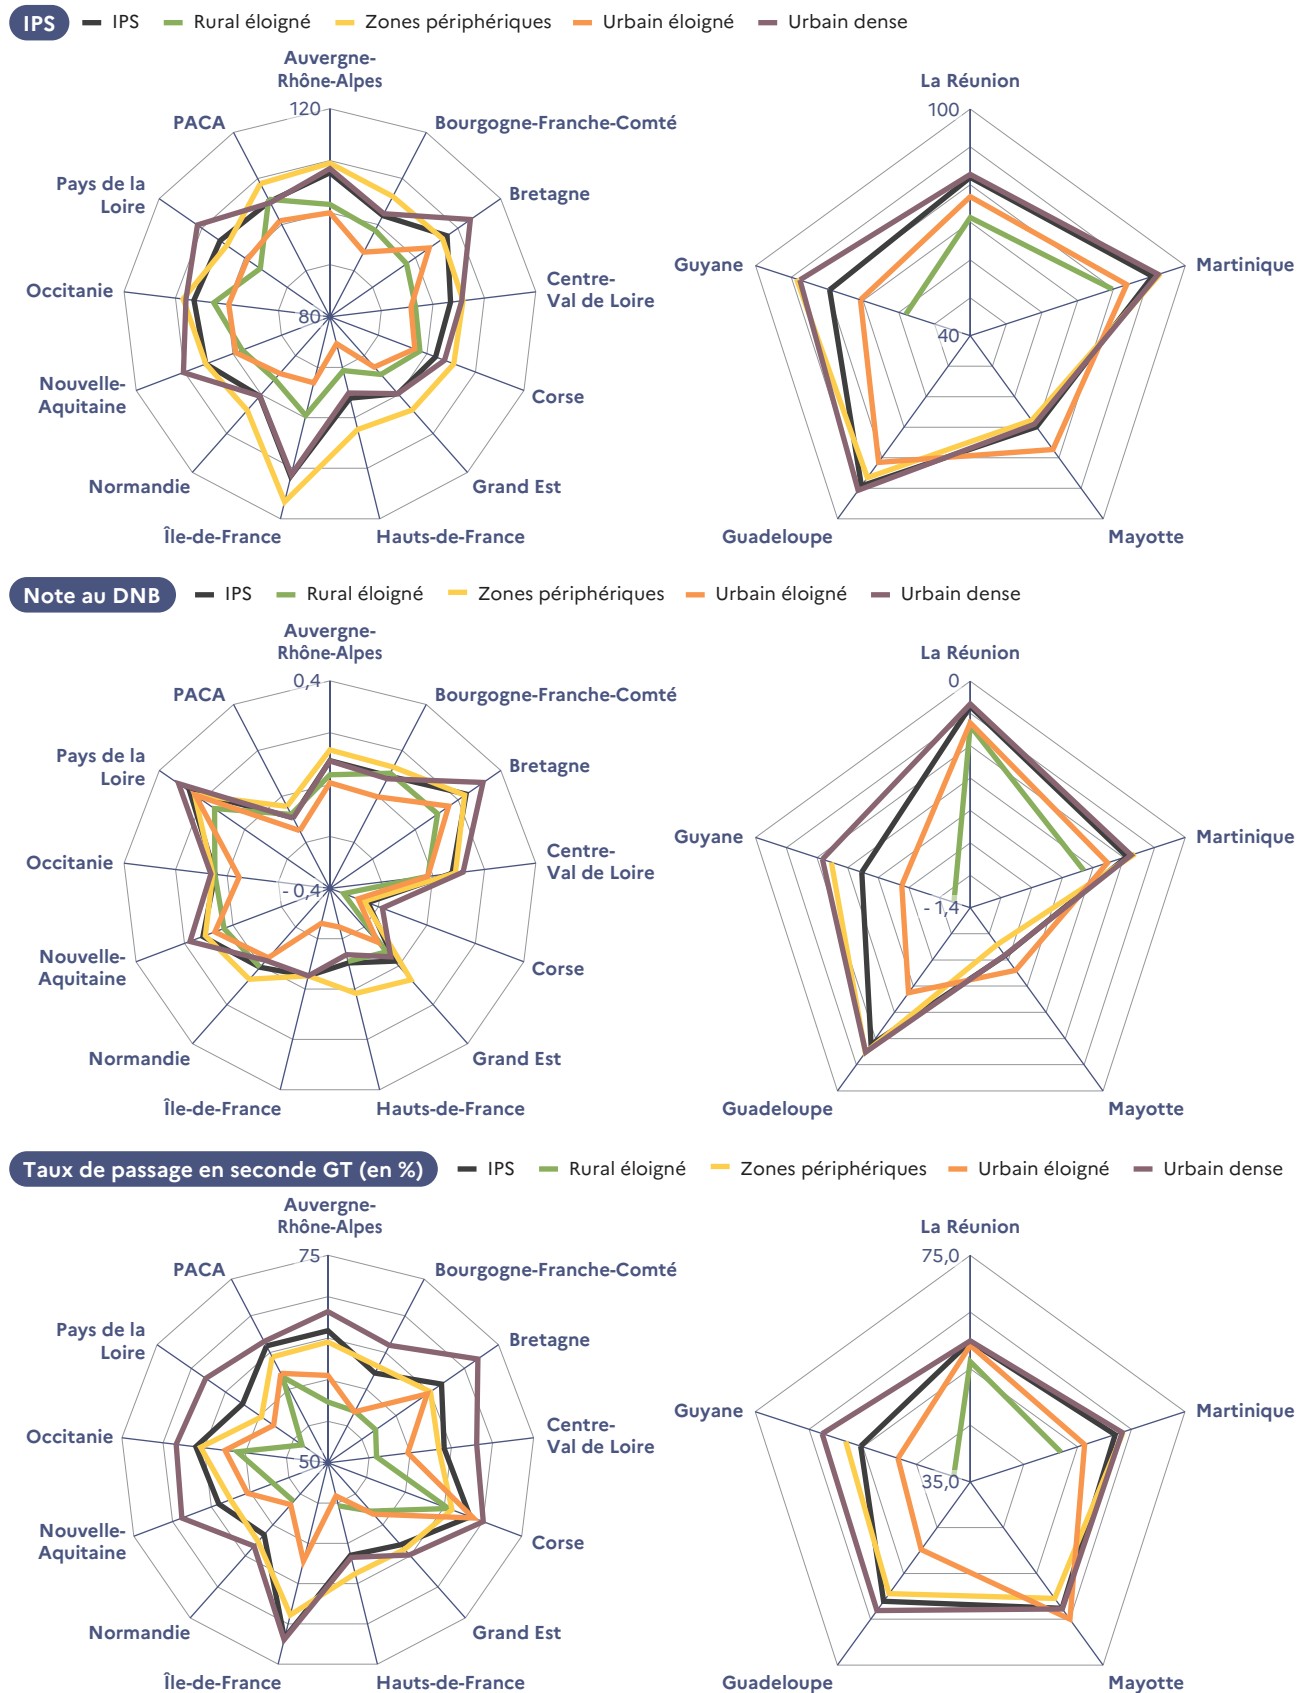 IPS IPS Rural éloigné Zones périphériques Urbain éloigné Urbain dense
Auvergne-
Rhône-Alpes
120
PACA
Bourgogne-Franche-Comté
Pays de la
Loire
Bretagne
Occitanie
Centre-
Val de Loire
80
Nouvelle-
Aquitaine
Corse
Normandie
Grand Est
Île-de-France
Hauts-de-France
La Réunion
100
Guyane
Martinique
40
Guadeloupe
Mayotte
Note au DNB IPS Rural éloigné Zones périphériques Urbain éloigné Urbain dense
Auvergne-
Rhône-Alpes
0,4
PACA
Bourgogne-Franche-Comté
Pays de la
Loire
Bretagne
Occitanie
Centre-
Val de Loire
- 0,4
Nouvelle-
Aquitaine
Corse
Normandie
Grand Est
Île-de-France
Hauts-de-France
La Réunion
0
Guyane
Martinique
- 1,4
Guadeloupe
Mayotte
Taux de passage en seconde GT (en %) IPS Rural éloigné Zones périphériques Urbain éloigné Urbain dense
Auvergne-
Rhône-Alpes
75
PACA
Bourgogne-Franche-Comté
Pays de la
Loire
Bretagne
Occitanie
Centre-
Val de Loire
50
Nouvelle-
Aquitaine
Corse
Normandie
Grand Est
Île-de-France
Hauts-de-France
La Réunion
75,0
Guyane
Martinique
35,0
Guadeloupe
Mayotte